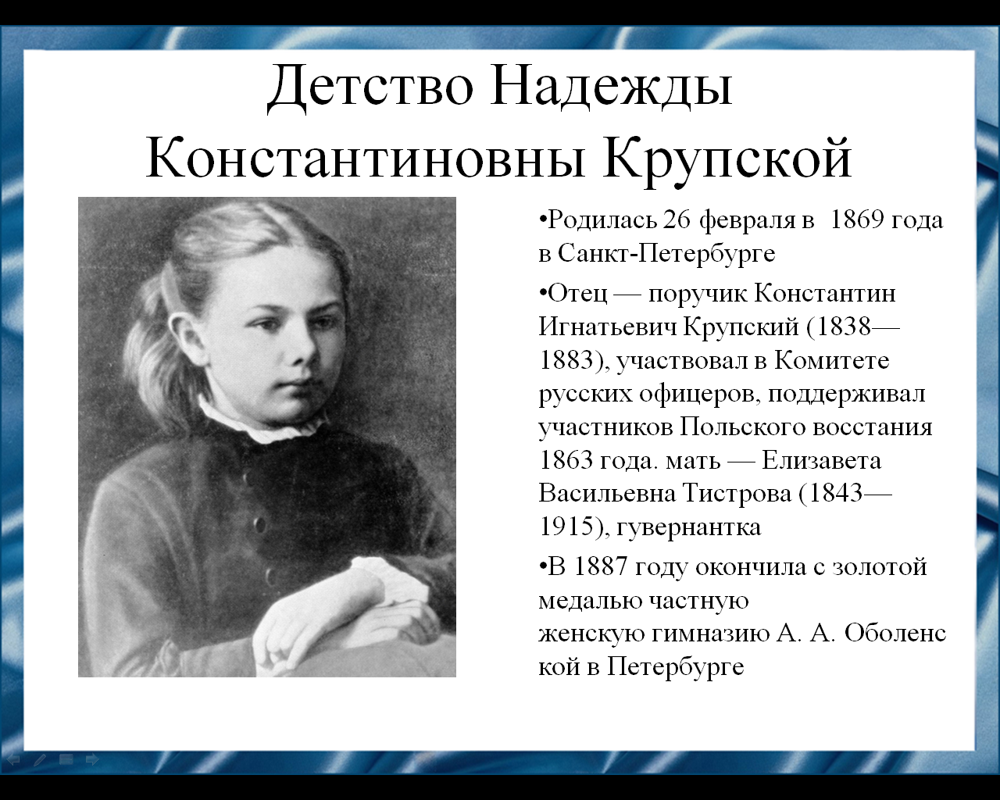 Детство Надежды
Константиновны Крупской
•Родилась 26 февраля в  1869 года
в Санкт-Петербурге
•Отец — поручик Константин
Игнатьевич Крупский (1838—
1883), участвовал в Комитете
русских офицеров, поддерживал
участников Польского восстания
1863 года. мать — Елизавета
Васильевна Тистрова (1843—
1915), гувернантка
•В 1887 году окончила с золотой
медалью частную
женскую гимназию А. А. Оболенс
кой в Петербурге